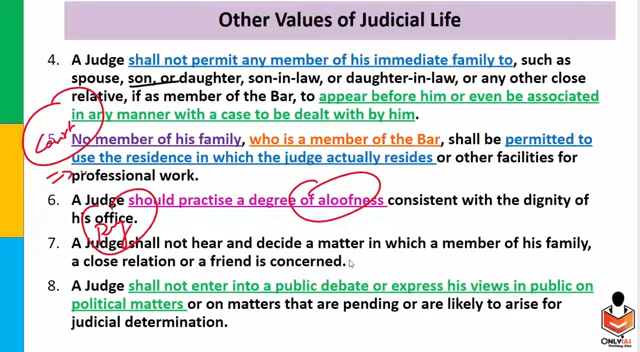 Other Values of Judicial Life
4. A Judge shall not permit any member of his immediate family to, such as
spouse, son, or daughter, son-in-law, or daughter-in-law, or any other close
relative, if as member of the Bar, to appear before him or even be associated
in any manner with a case to be dealt with by him.
Court
5. No member of his family, who is a member of the Bar, shall be permitted to
use the residence in which the judge actually resides or other facilities for
professional work.
6. A Judge should practise a degree of aloofness consistent with the dignity of
his office.
7. A Judge shall not hear and decide a matter in which a member of his family,
a close relation or a friend is concerned.
8. A Judge shall not enter into a public debate or express his views in public on
political matters or on matters that are pending or are likely to arise for
judicial determination.
ONLYIAS